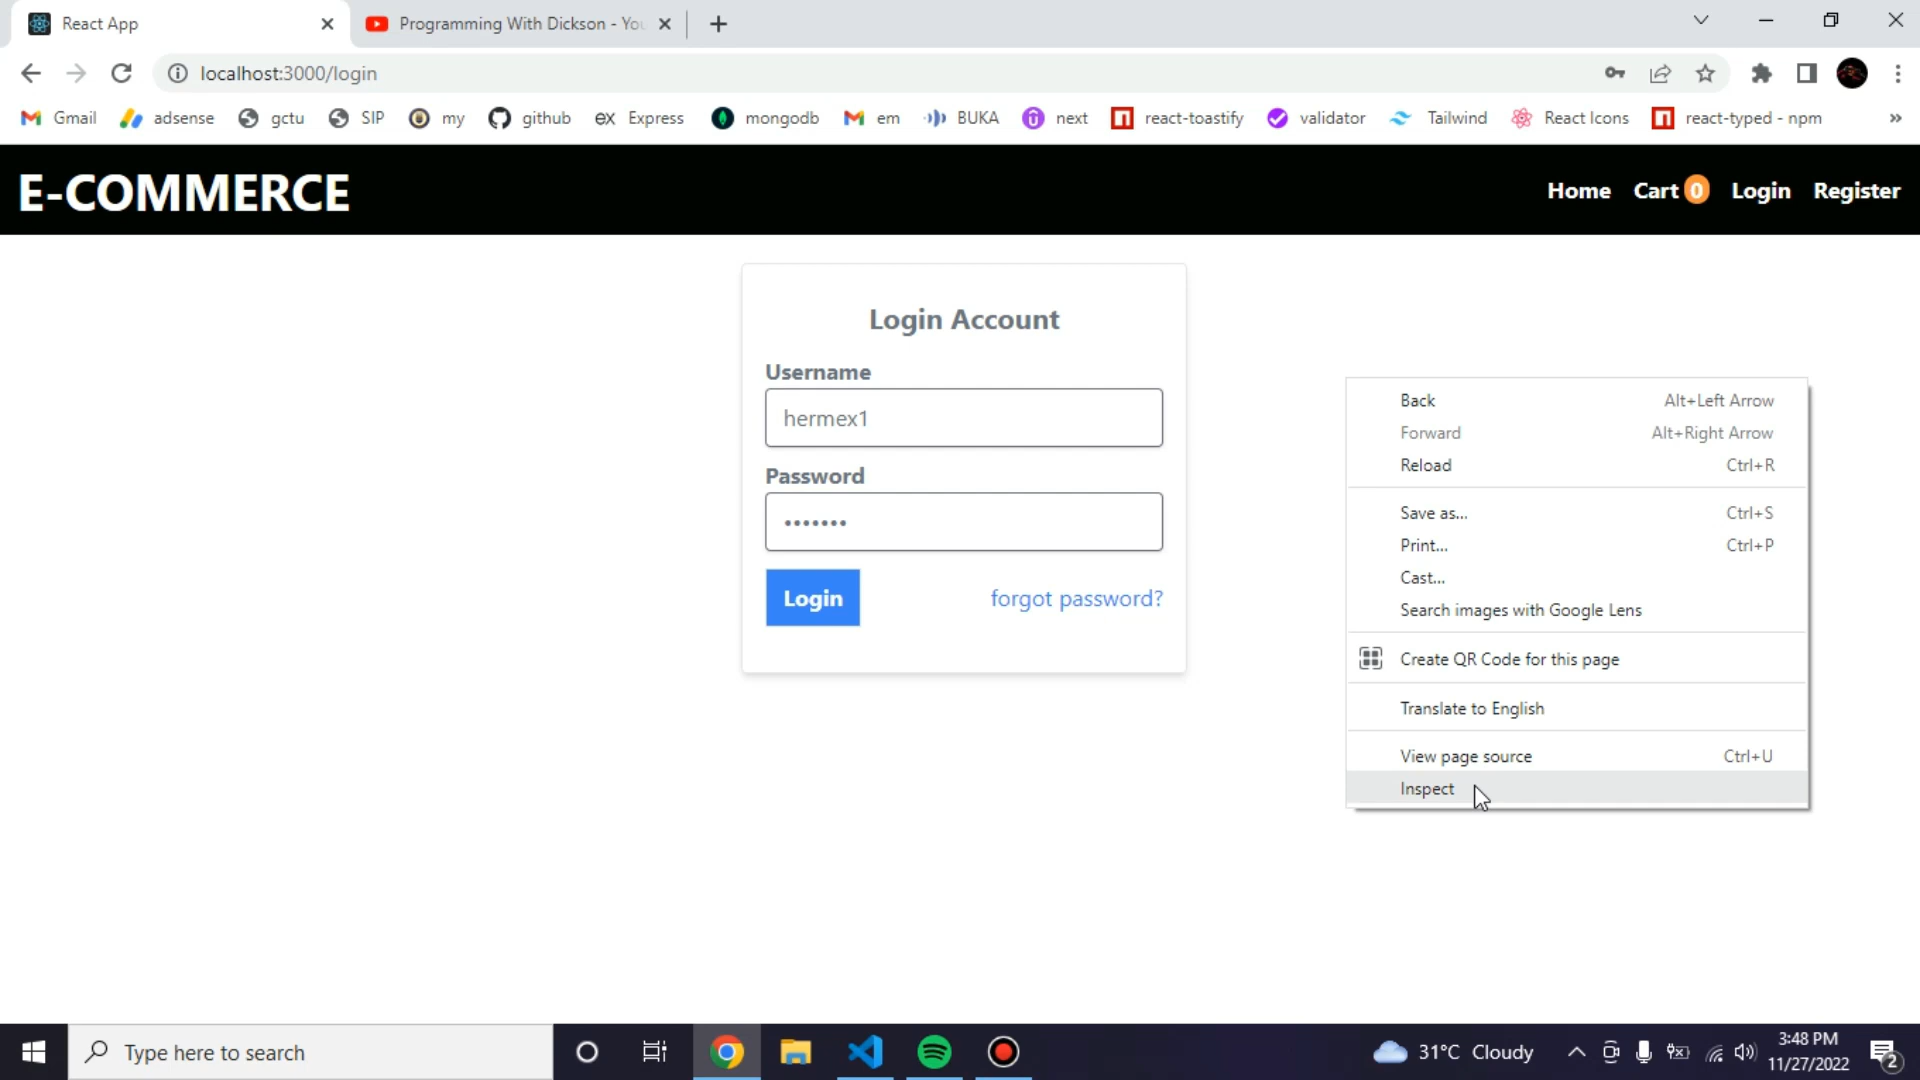 React App
Programming With Dickson - You
localhost:3000/login
Gmail adsense gctu SIP my github ex Express mongodb em BUKA next react-toastify validator Tailwind React Icons react-typed - npm »
E-COMMERCE
Home Cart 0 Login Register
Login Account
Username
hermex1
Password
•••••••
Login forgot password?
Back Alt+Left Arrow
Forward Alt+Right Arrow
Reload Ctrl+R
Save as... Ctrl+S
Print... Ctrl+P
Cast...
Search images with Google Lens
Create QR Code for this page
Translate to English
View page source Ctrl+U
Inspect
Type here to search
31°C Cloudy
3:48 PM
11/27/2022
2